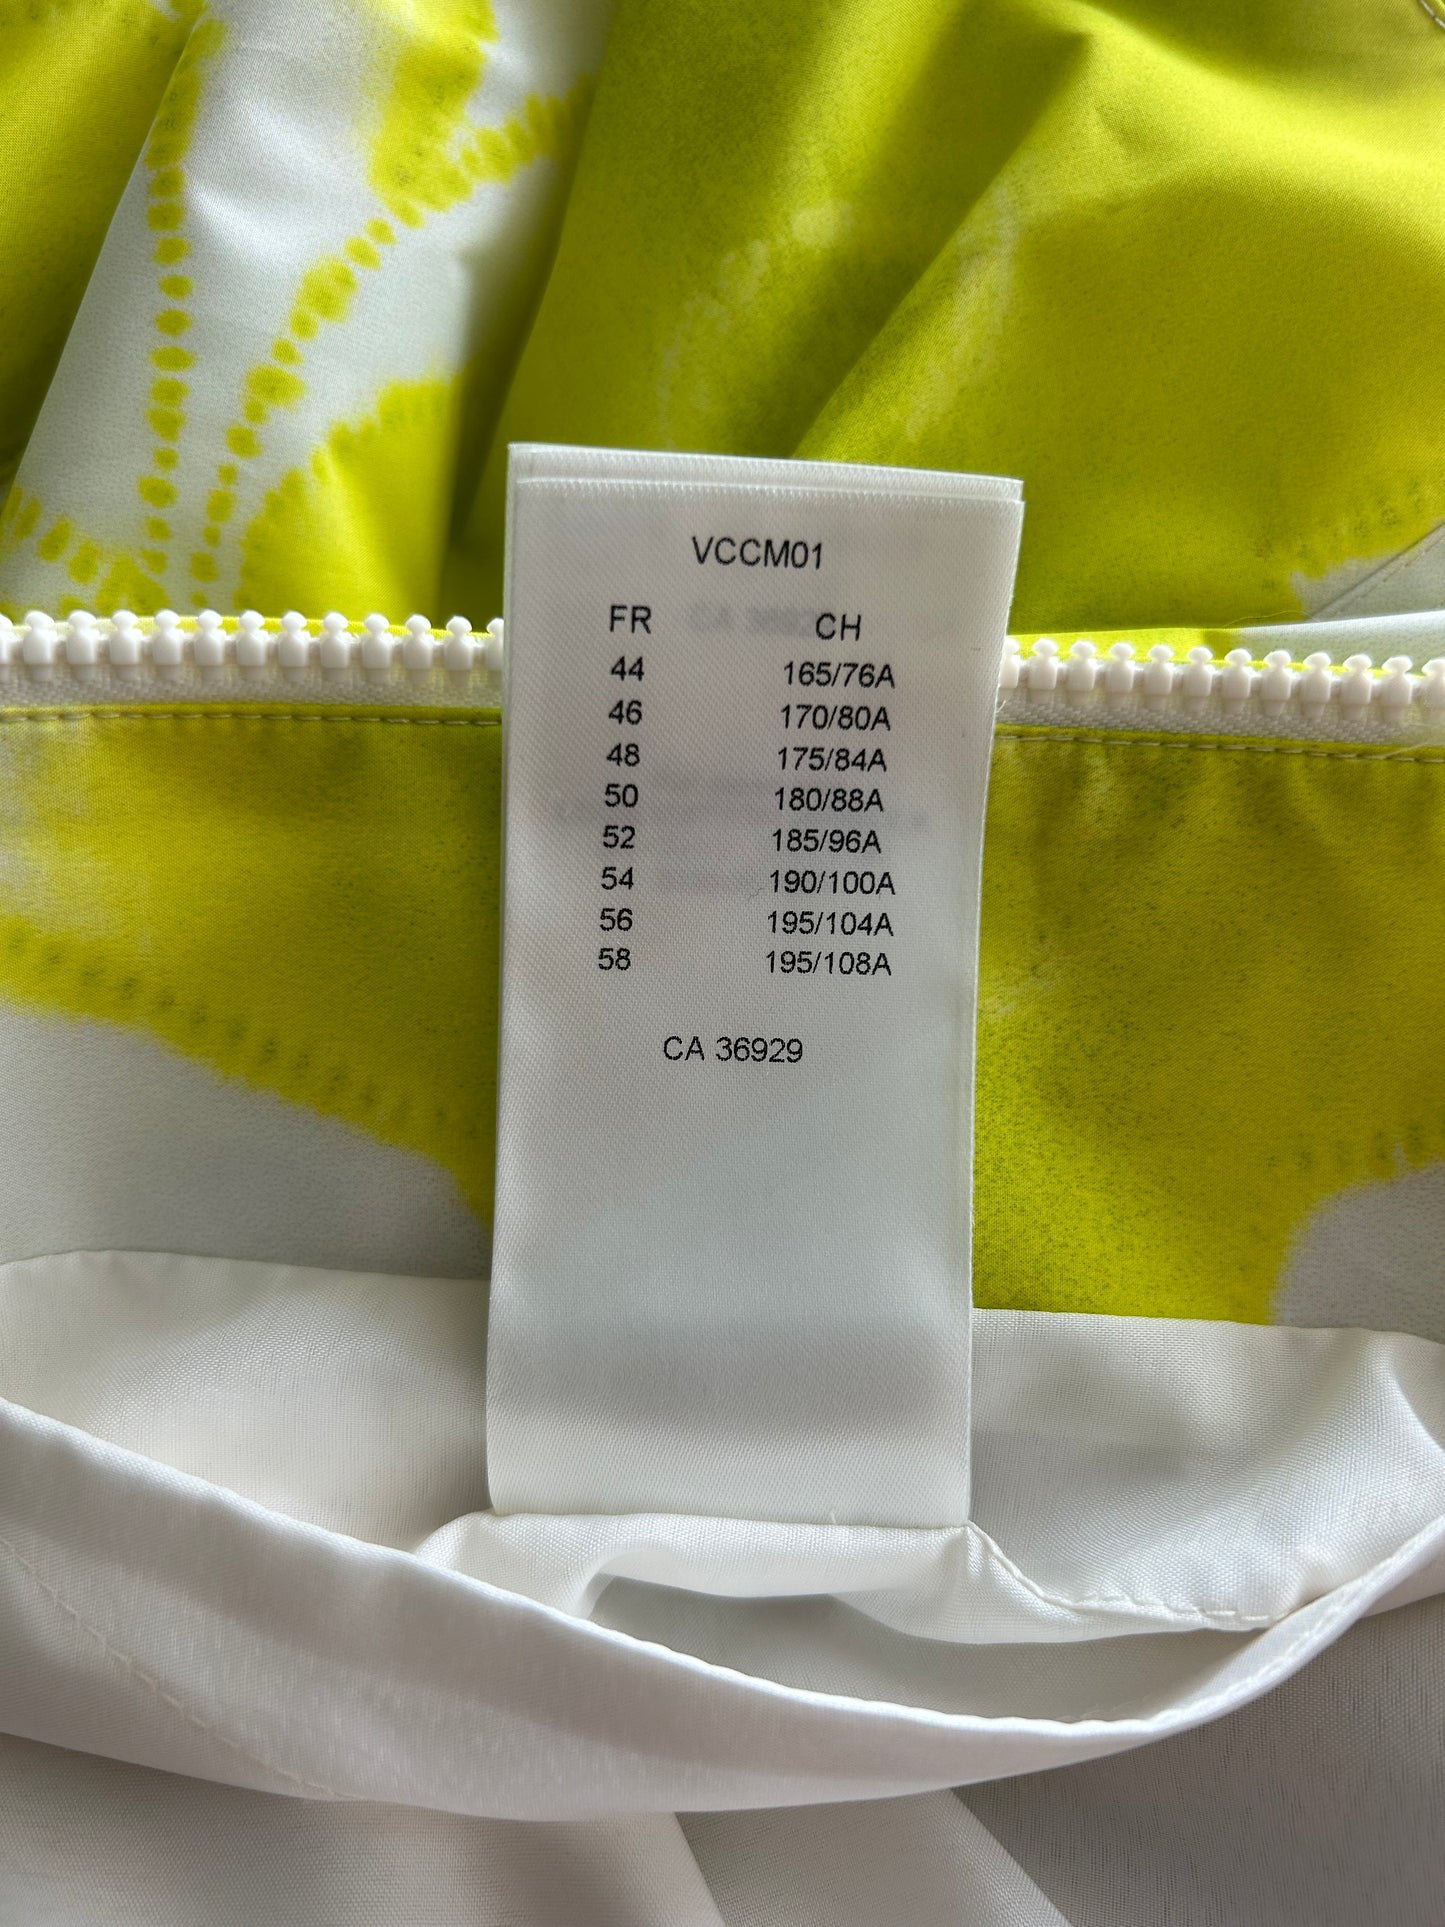 VCCM01
FR CH
44 165/76A
46 170/80A
48 175/84A
50 180/88A
52 185/96A
54 190/100A
56 195/104A
58 195/108A
CA 36929